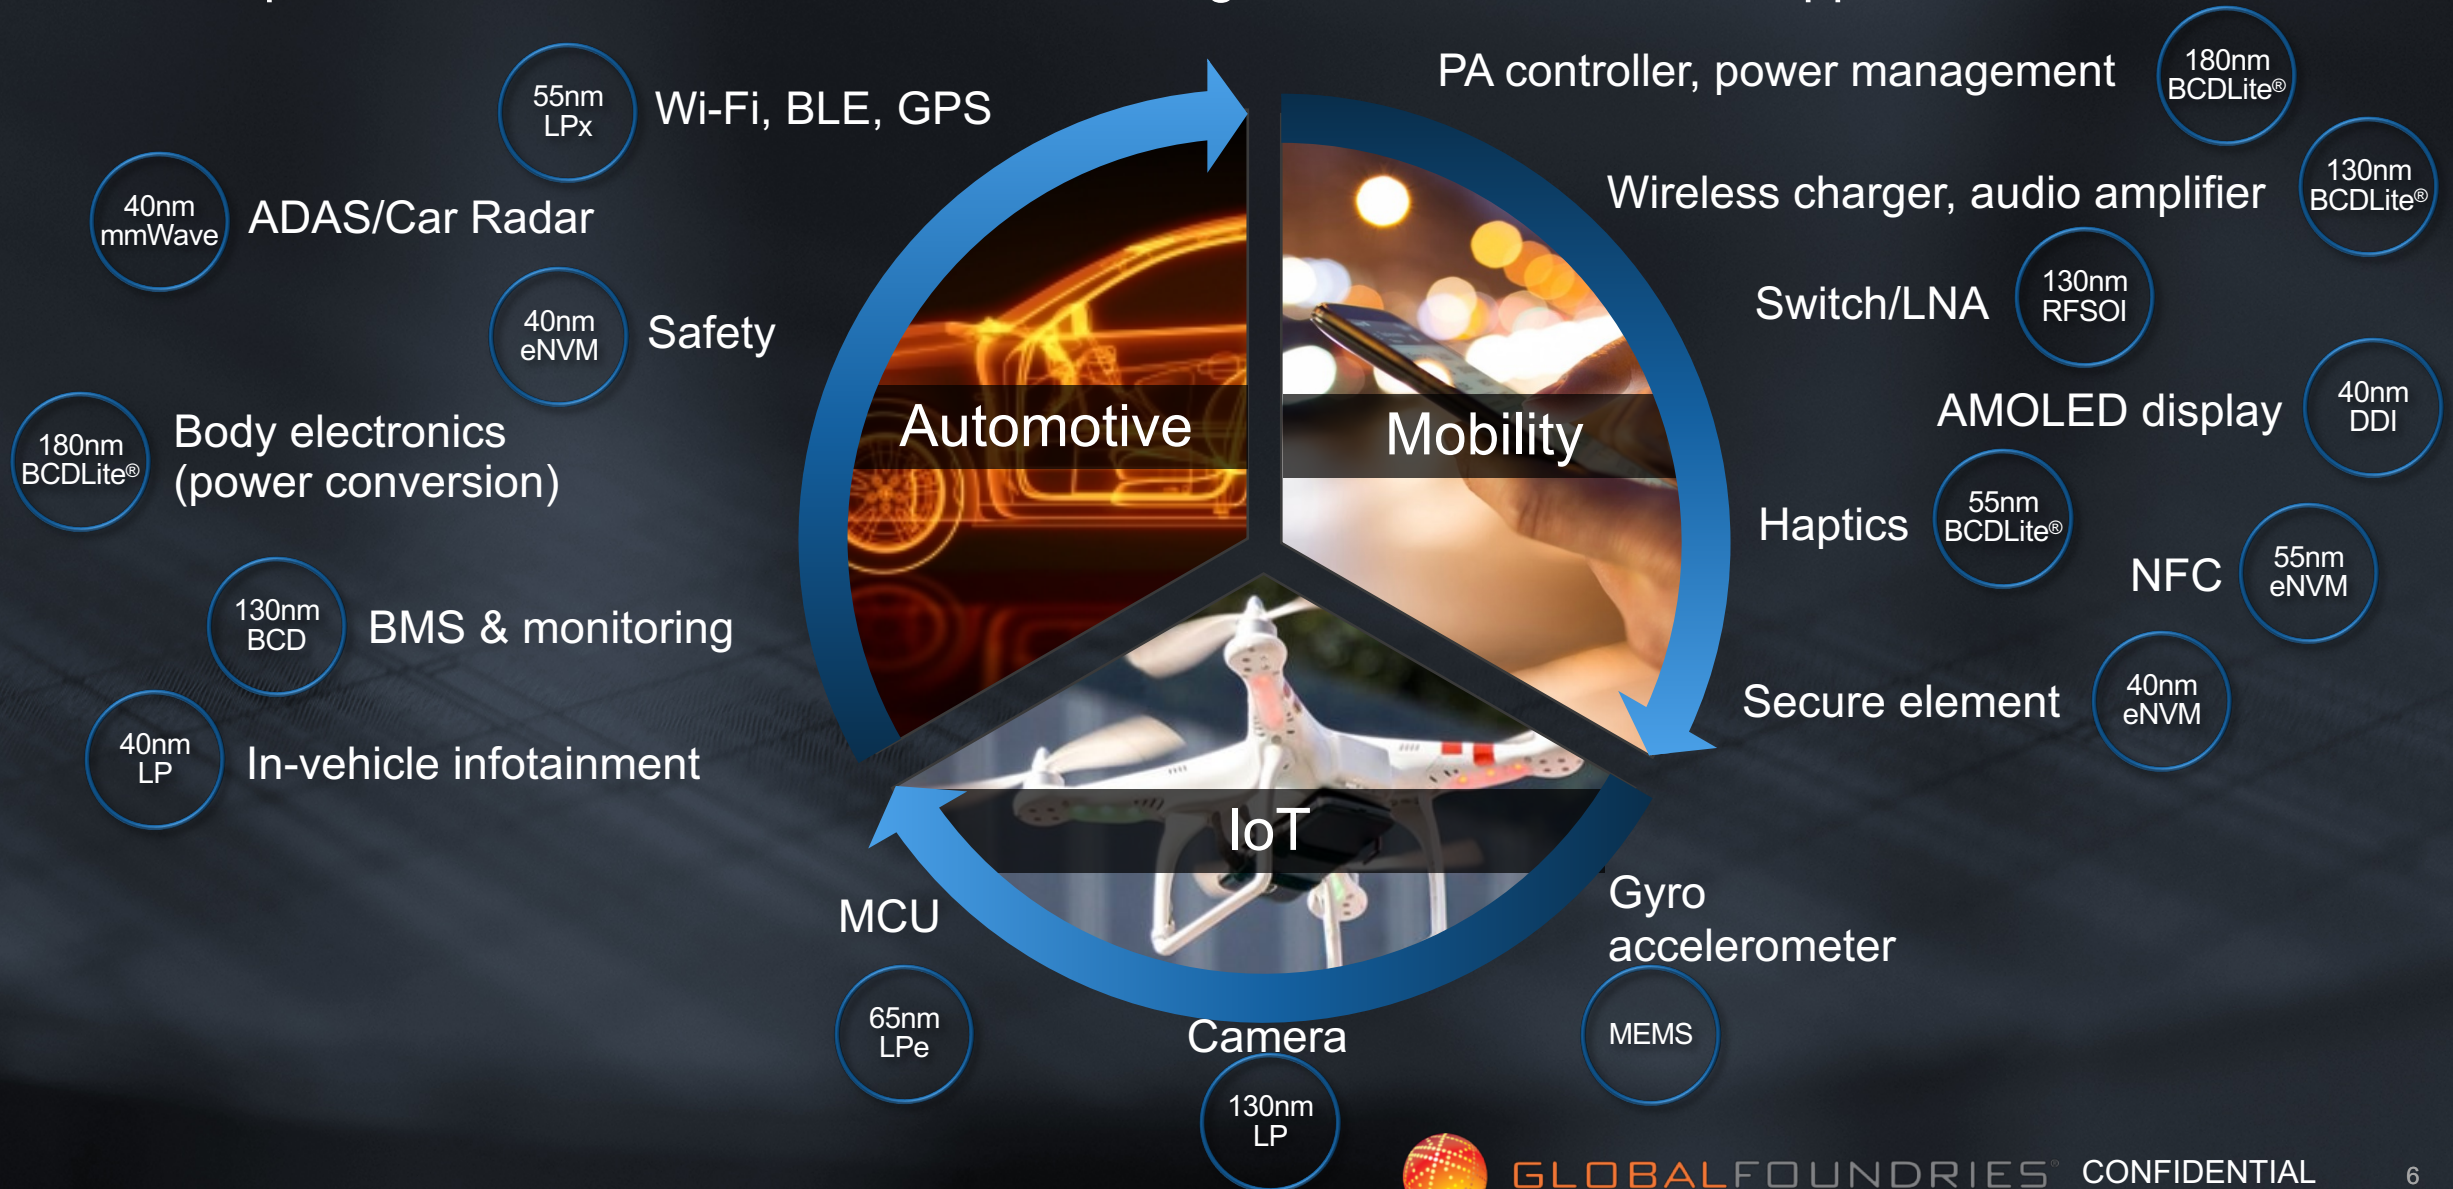 55nm
LPx
Wi-Fi, BLE, GPS
40nm
mmWave
ADAS/Car Radar
40nm
eNVM
Safety
180nm
BCDLite®
Body electronics
(power conversion)
130nm
BCD
BMS & monitoring
40nm
LP
In-vehicle infotainment
Automotive
Mobility
IoT
PA controller, power management
180nm
BCDLite®
Wireless charger, audio amplifier
130nm
BCDLite®
Switch/LNA
130nm
RFSOI
AMOLED display
40nm
DDI
Haptics
55nm
BCDLite®
NFC
55nm
eNVM
Secure element
40nm
eNVM
MCU
65nm
LPe
Camera
130nm
LP
Gyro
accelerometer
MEMS
GLOBALFOUNDRIES® CONFIDENTIAL 6